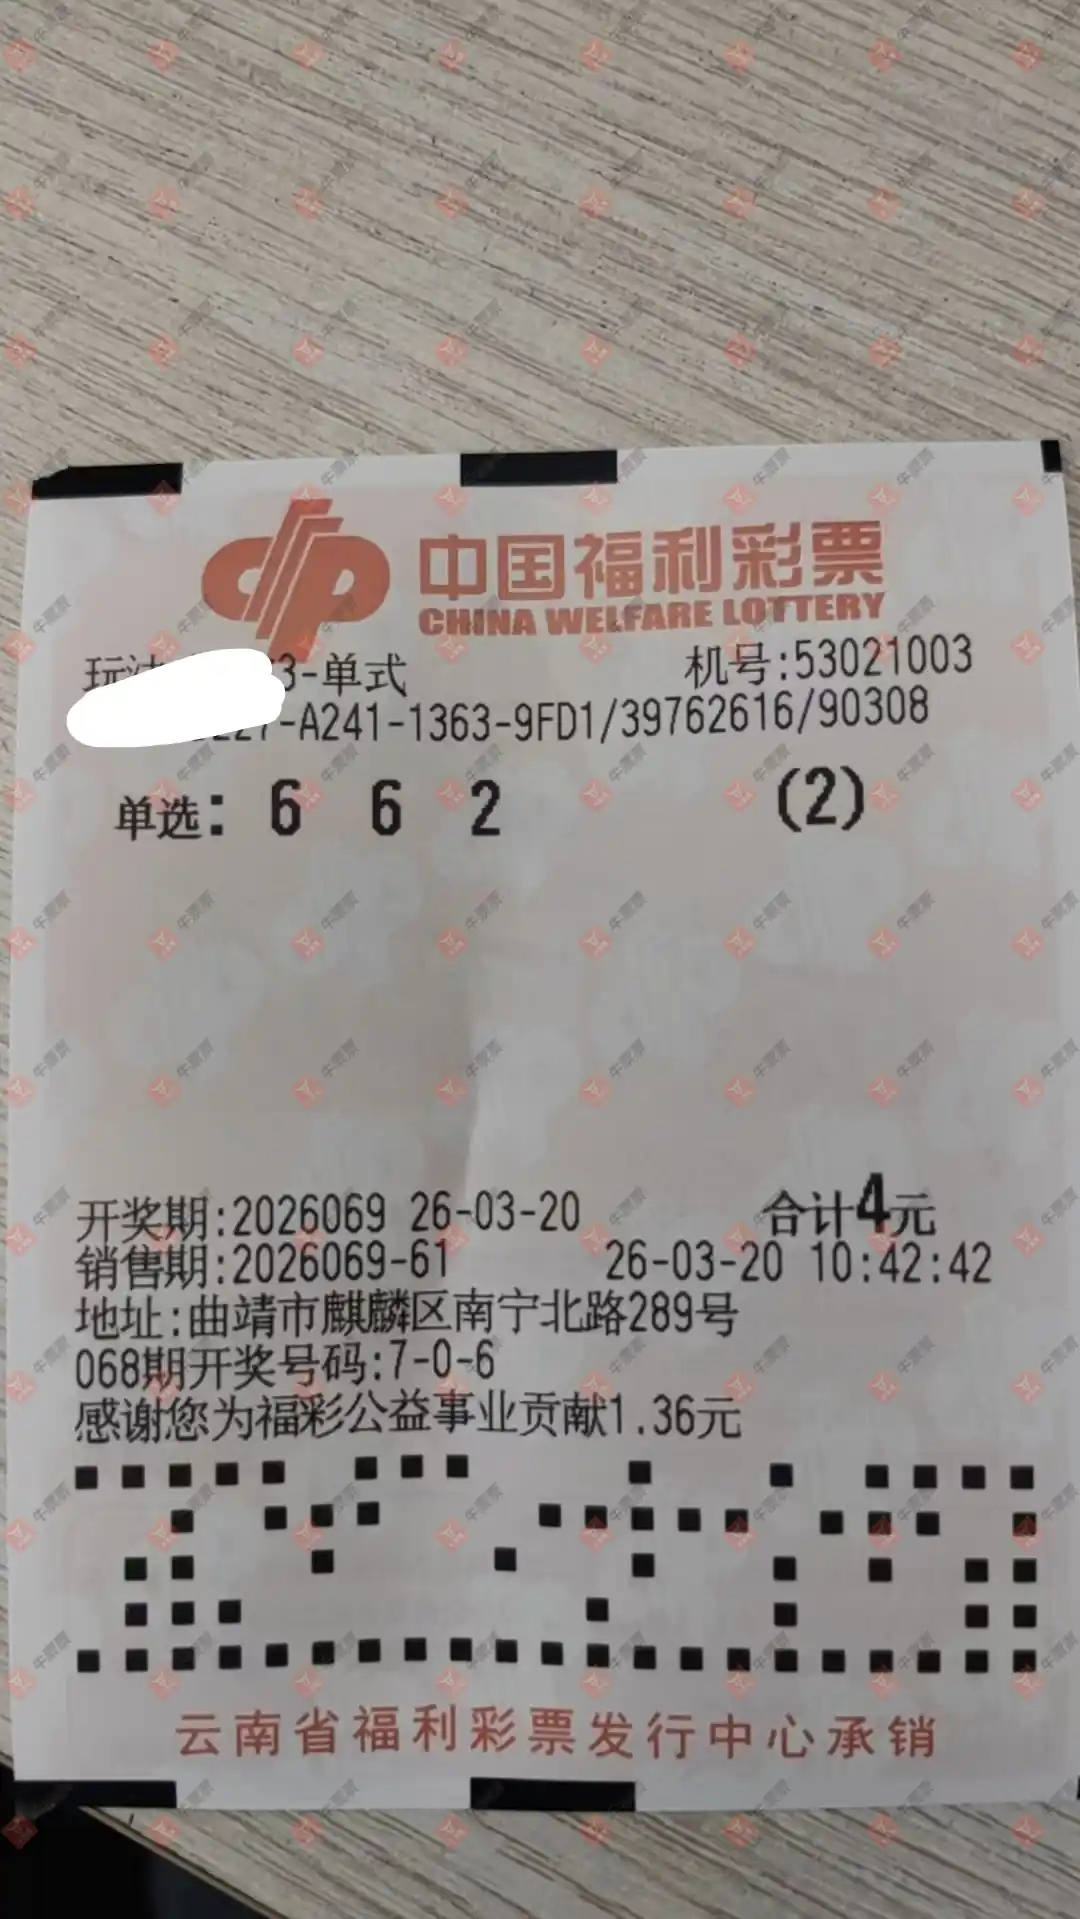 中国福利彩票
CHINA WELFARE LOTTERY
玩法 3-单式 机号:53021003
227-A241-1363-9FD1/39762616/90308
单选: 6 6 2 (2)
开奖期:2026069 26-03-20 合计4元
销售期:2026069-61 26-03-20 10:42:42
地址:曲靖市麒麟区南宁北路289号
068期开奖号码:7-0-6
感谢您为福彩公益事业贡献1.36元
云南省福利彩票发行中心承销